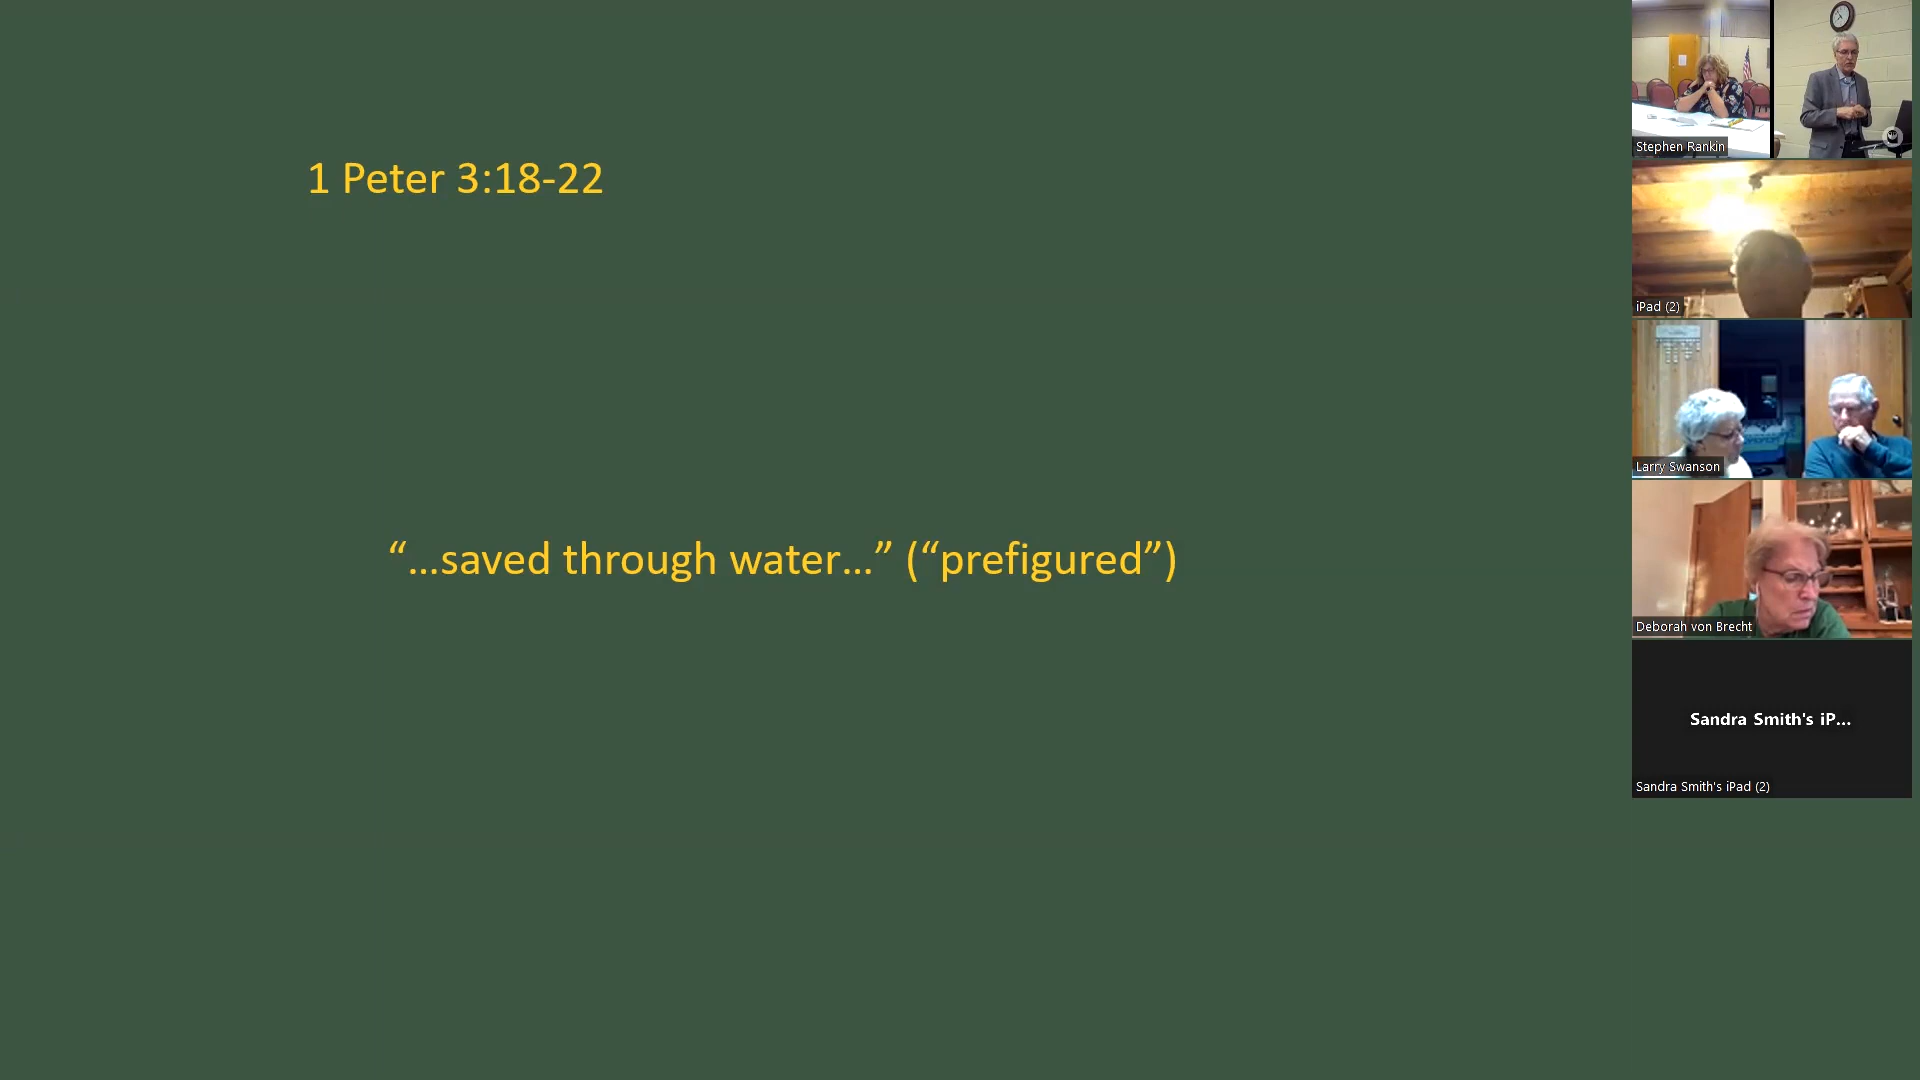 1 Peter 3:18-22
“…saved through water…” (“prefigured”)
Stephen Rankin
iPad (2)
Larry Swanson
Deborah von Brecht
Sandra Smith's iP...
Sandra Smith's iPad (2)